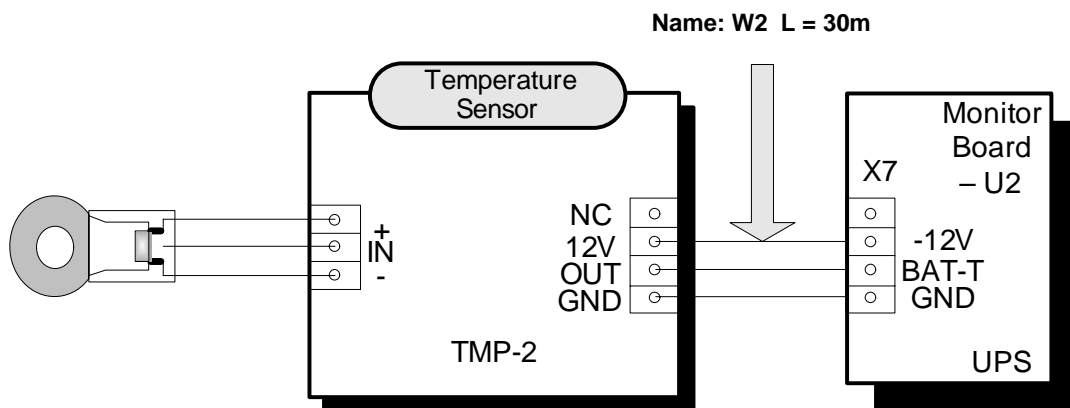 Name: W2 L = 30m
Temperature
Sensor
Monitor
Board
– U2
X7
+
IN
-
NC
12V
OUT
GND
-12V
BAT-T
GND
TMP-2
UPS